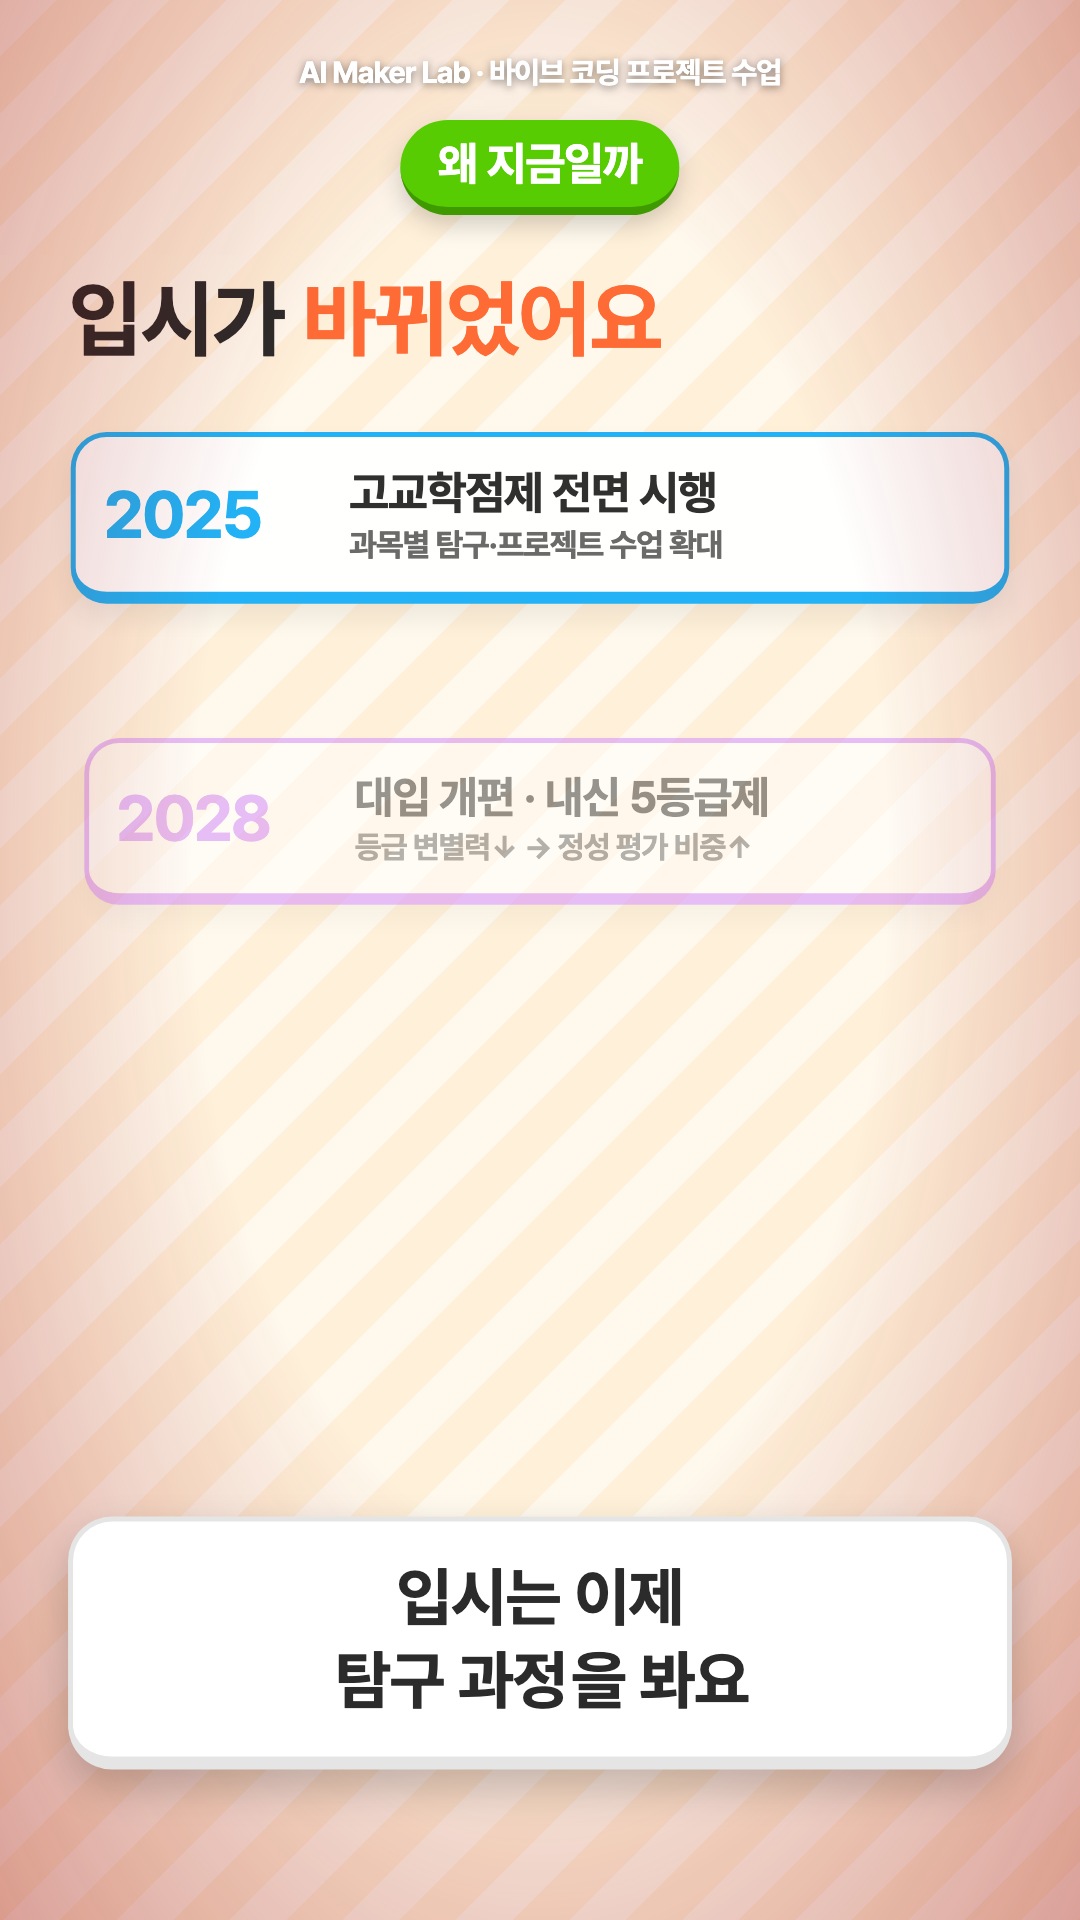 AI Maker Lab · 바이브 코딩 프로젝트 수업
왜 지금일까
입시가 바뀌었어요
2025
고교학점제 전면 시행
과목별 탐구·프로젝트 수업 확대
2028
대입 개편 · 내신 5등급제
등급 변별력↓ → 정성 평가 비중↑
입시는 이제
탐구 과정을 봐요